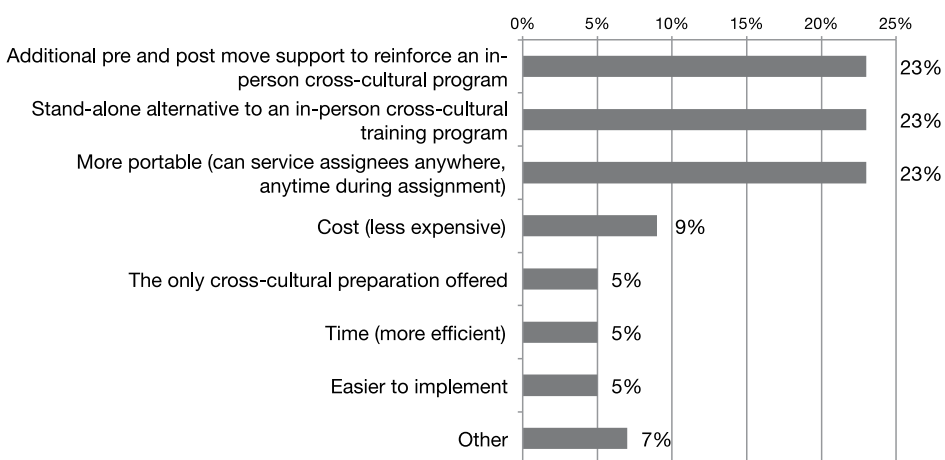 0% 5% 10% 15% 20% 25%
Additional pre and post move support to reinforce an in-
person cross-cultural program
23%
Stand-alone alternative to an in-person cross-cultural
training program
23%
More portable (can service assignees anywhere,
anytime during assignment)
23%
Cost (less expensive) 9%
The only cross-cultural preparation offered 5%
Time (more efficient) 5%
Easier to implement 5%
Other 7%